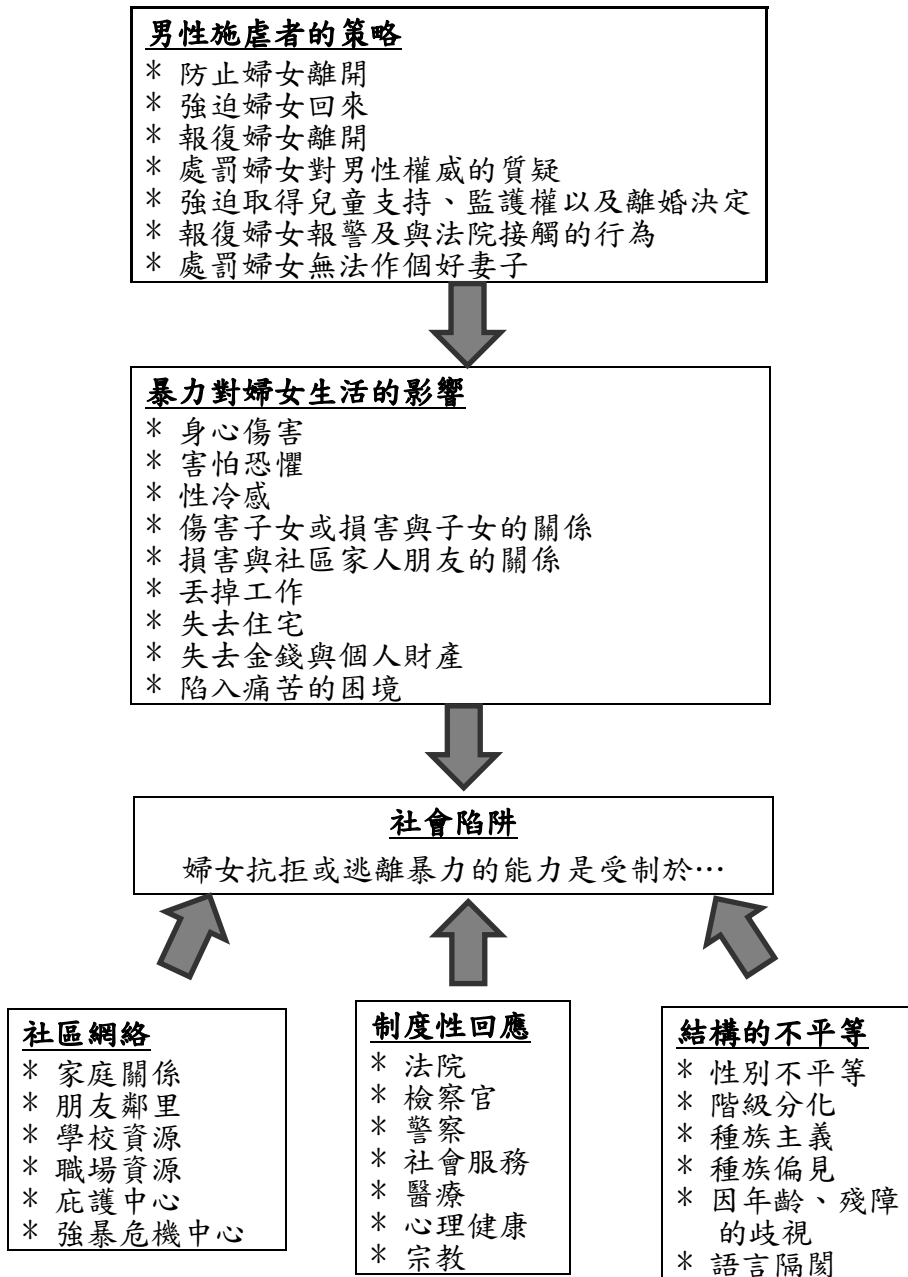 男性施虐者的策略
* 防止婦女離開
* 強迫婦女回來
* 報復婦女離開
* 處罰婦女對男性權威的質疑
* 強迫取得兒童支持、監護權以及離婚決定
* 報復婦女報警及與法院接觸的行為
* 處罰婦女無法作個好妻子
暴力對婦女生活的影響
* 身心傷害
* 害怕恐懼
* 性冷感
* 傷害子女或損害與子女的關係
* 損害與社區家人朋友的關係
* 丟掉工作
* 失去住宅
* 失去金錢與個人財產
* 陷入痛苦的困境
社會陷阱
婦女抗拒或逃離暴力的能力是受制於…
社區網絡
* 家庭關係
* 朋友鄰里
* 學校資源
* 職場資源
* 庇護中心
* 強暴危機中心
制度性回應
* 法院
* 檢察官
* 警察
* 社會服務
* 醫療
* 心理健康
* 宗教
結構的不平等
* 性別不平等
* 階級分化
* 種族主義
* 種族偏見
* 因年齡、殘障
的歧視
* 語言隔閡